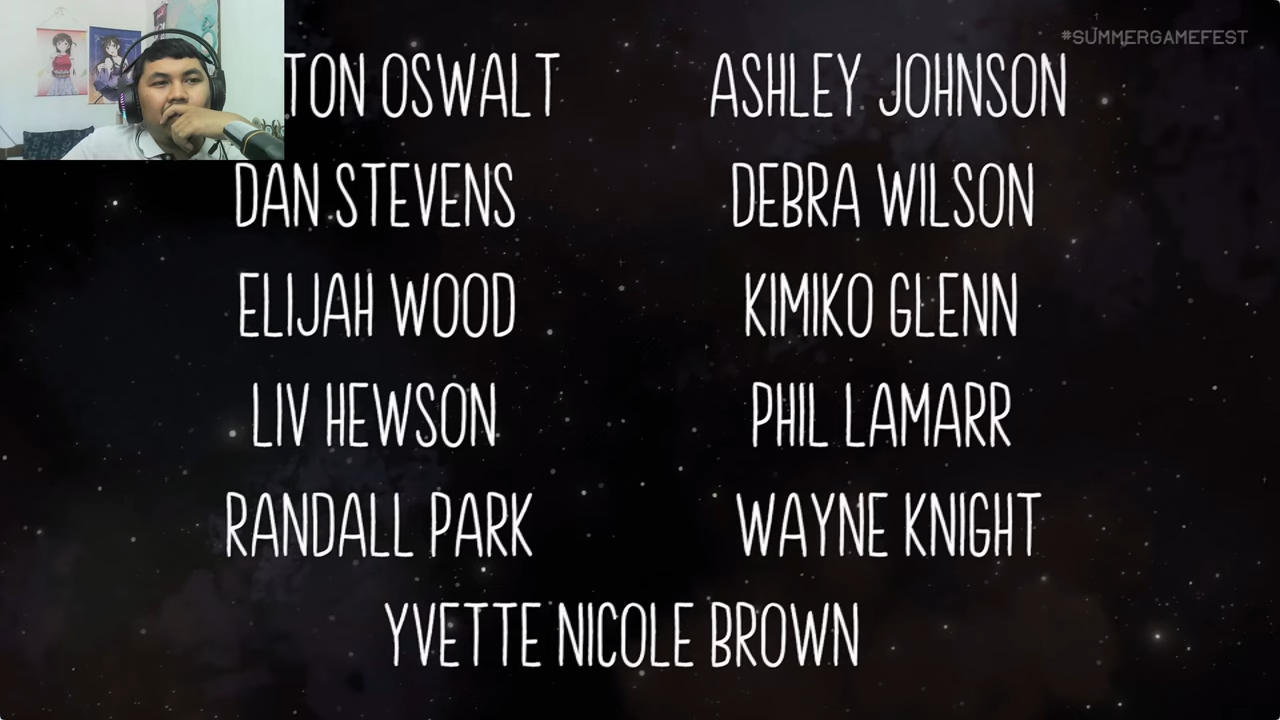 #SUMMERGAMEFEST
TON OSWALT ASHLEY JOHNSON
DAN STEVENS DEBRA WILSON
ELIJAH WOOD KIMIKO GLENN
LIV HEWSON PHIL LAMARR
RANDALL PARK WAYNE KNIGHT
YVETTE NICOLE BROWN